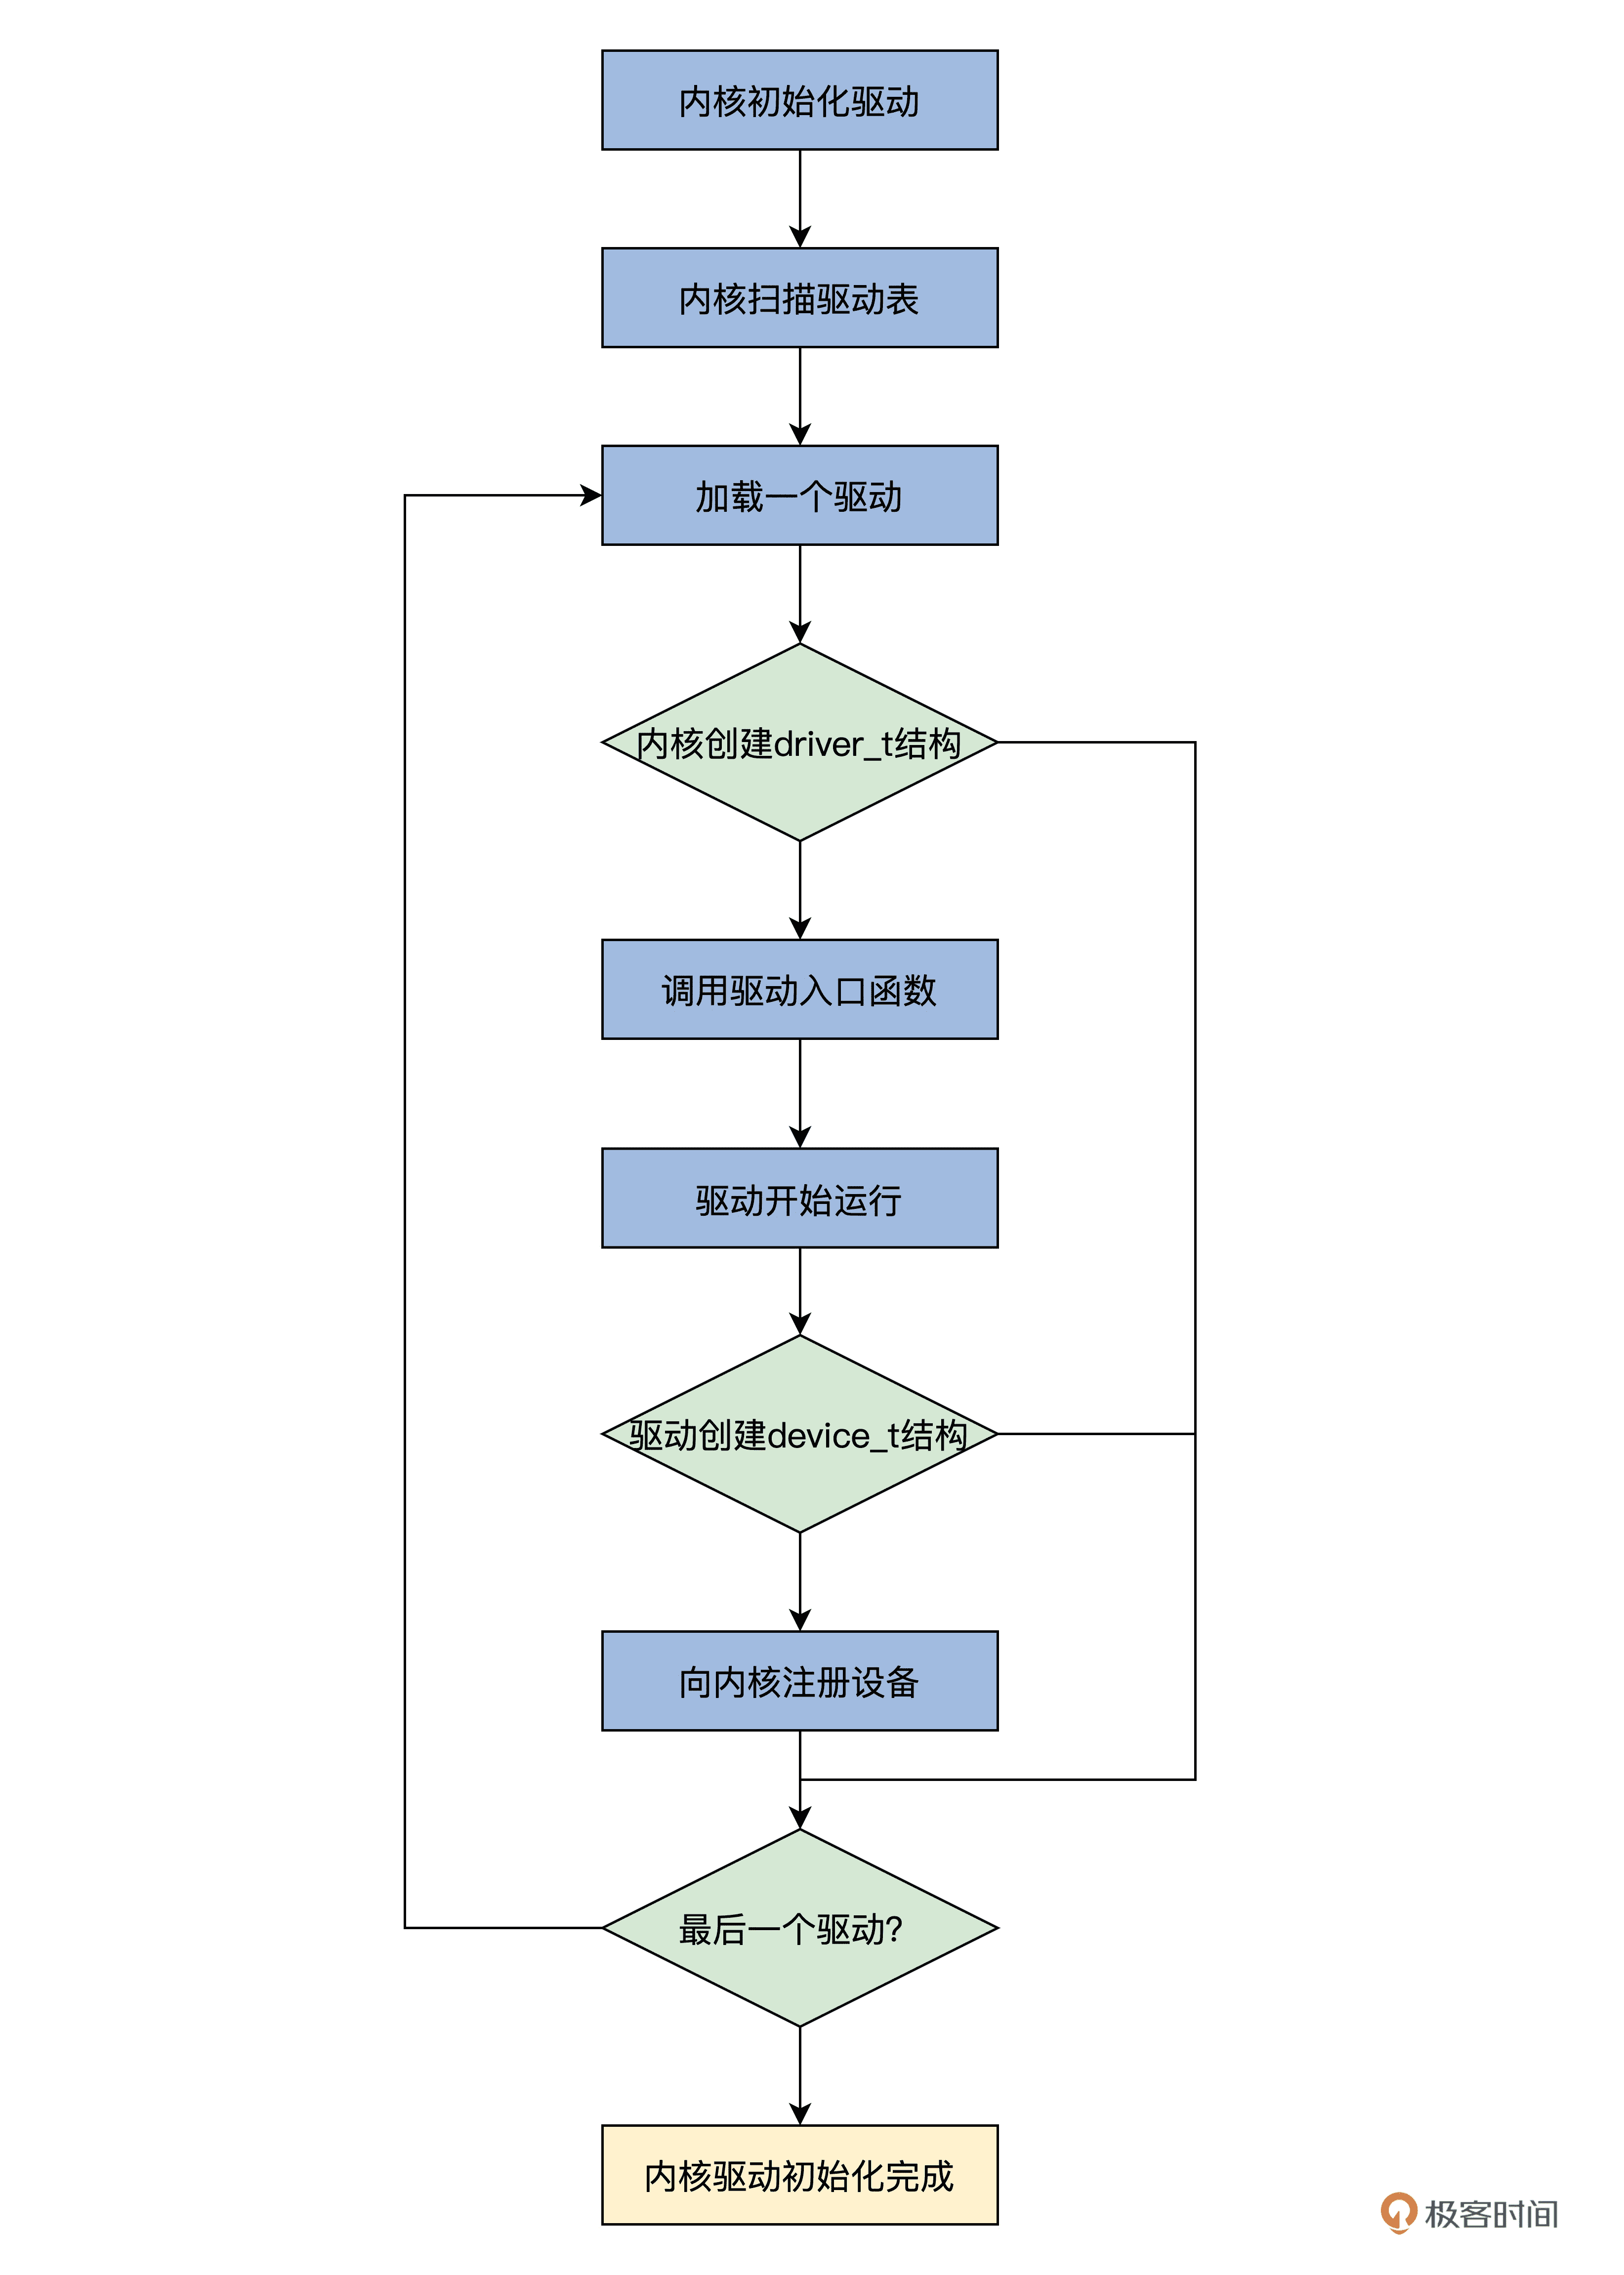 内核初始化驱动
内核扫描驱动表
加载一个驱动
内核创建driver_t结构
调用驱动入口函数
驱动开始运行
驱动创建device_t结构
向内核注册设备
最后一个驱动?
内核驱动初始化完成
极客时间